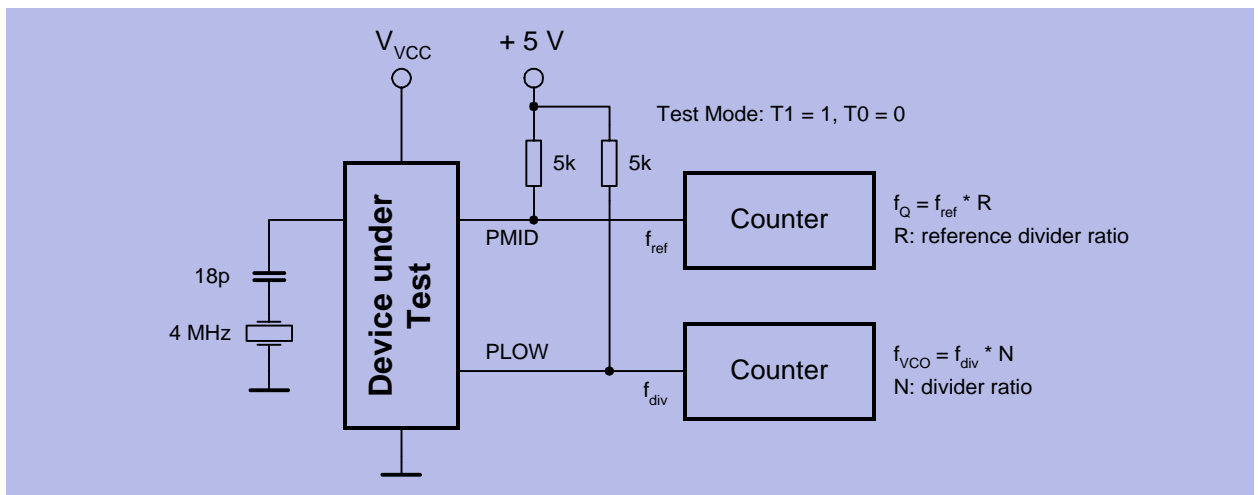 V_VCC
+ 5 V
Test Mode: T1 = 1, T0 = 0
5k
5k
Device under
Test
PMID
f_ref
Counter
f_Q = f_ref * R
R: reference divider ratio
18p
4 MHz
PLOW
f_div
Counter
f_VCO = f_div * N
N: divider ratio